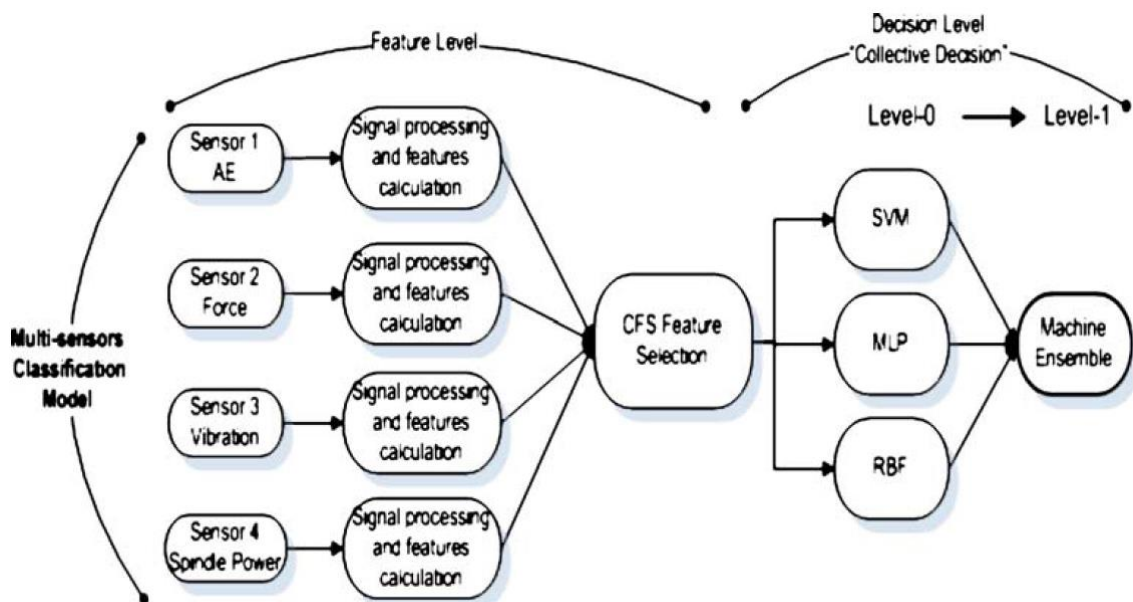 Feature Level
Decision Level
"Collective Decision"
Level-0
Level-1
Multi-sensors
Classification
Model
Sensor 1
AE
Signal processing
and features
calculation
Sensor 2
Force
Signal processing
and features
calculation
Sensor 3
Vibration
Signal processing
and features
calculation
Sensor 4
Spindle Power
Signal processing
and features
calculation
CFS Feature
Selection
SVM
MLP
RBF
Machine
Ensemble